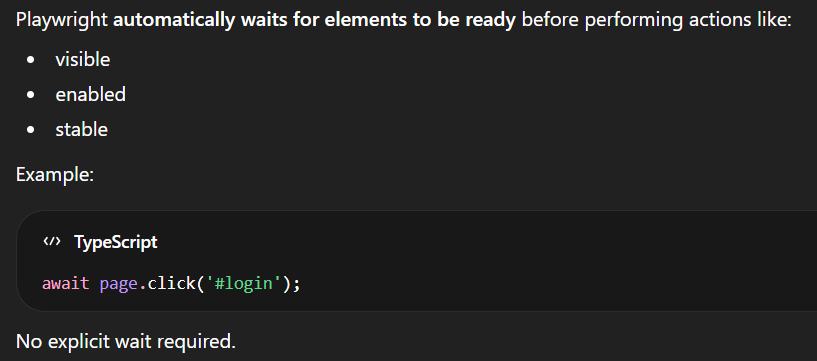 Playwright automatically waits for elements to be ready before performing actions like:
• visible
• enabled
• stable
Example:
</> TypeScript
await page.click('#login');
No explicit wait required.